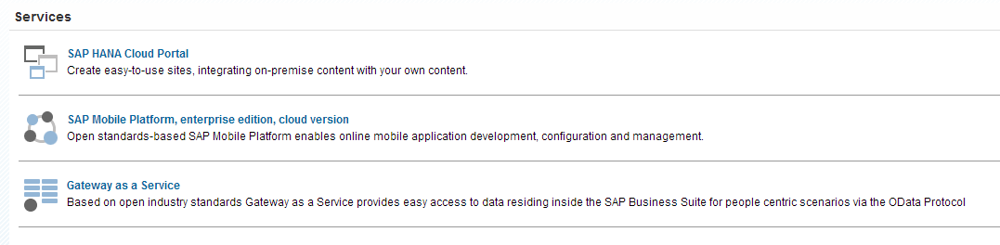 Services
SAP HANA Cloud Portal
Create easy-to-use sites, integrating on-premise content with your own content.
SAP Mobile Platform, enterprise edition, cloud version
Open standards-based SAP Mobile Platform enables online mobile application development, configuration and management.
Gateway as a Service
Based on open industry standards Gateway as a Service provides easy access to data residing inside the SAP Business Suite for people centric scenarios via the OData Protocol